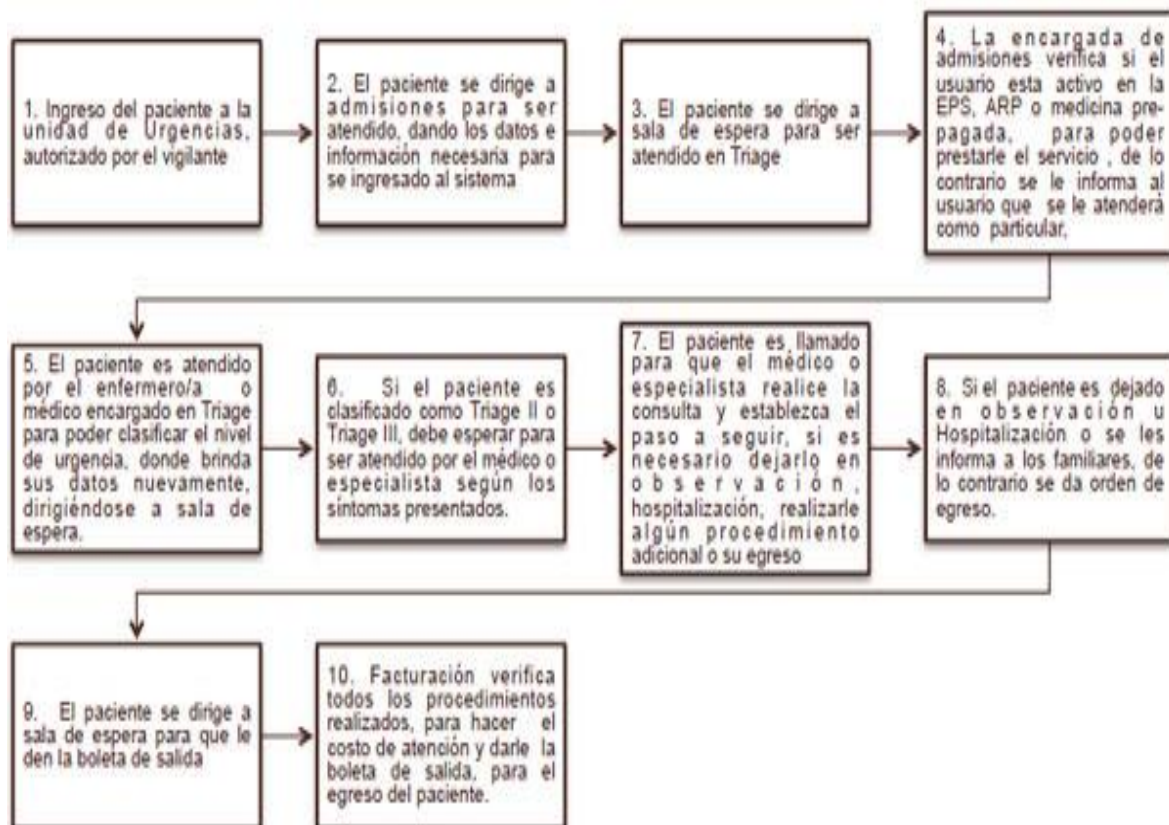 1. Ingreso del paciente a la
unidad de Urgencias,
autorizado por el vigilante
2. El paciente se dirige a
admisiones para ser
atendido, dando los datos e
información necesaria para
se ingresado al sistema
3. El paciente se dirige a
sala de espera para ser
atendido en Triage
4. La encargada de
admisiones verifica si el
usuario esta activo en la
EPS, ARP o medicina pre-
pagada, para poder
prestarle el servicio , de lo
contrario se le informa al
usuario que se le atenderá
como particular,
5. El paciente es atendido
por el enfermero/a o
médico encargado en Triage
para poder clasificar el nivel
de urgencia, donde brinda
sus datos nuevamente,
dirigiéndose a sala de
espera.
6. Si el paciente es
clasificado como Triage II o
Triage III, debe esperar para
ser atendido por el médico o
especialista según los
síntomas presentados.
7. El paciente es llamado
para que el médico o
especialista realice la
consulta y establezca el
paso a seguir, si es
necesario dejarlo en
observación,
hospitalización, realizarle
algún procedimiento
adicional o su egreso
8. Si el paciente es dejado
en observación u
Hospitalización o se les
informa a los familiares, de
lo contrario se da orden de
egreso.
9. El paciente se dirige a
sala de espera para que le
den la boleta de salida
10. Facturación verifica
todos los procedimientos
realizados, para hacer el
costo de atención y darle la
boleta de salida, para el
egreso del paciente.